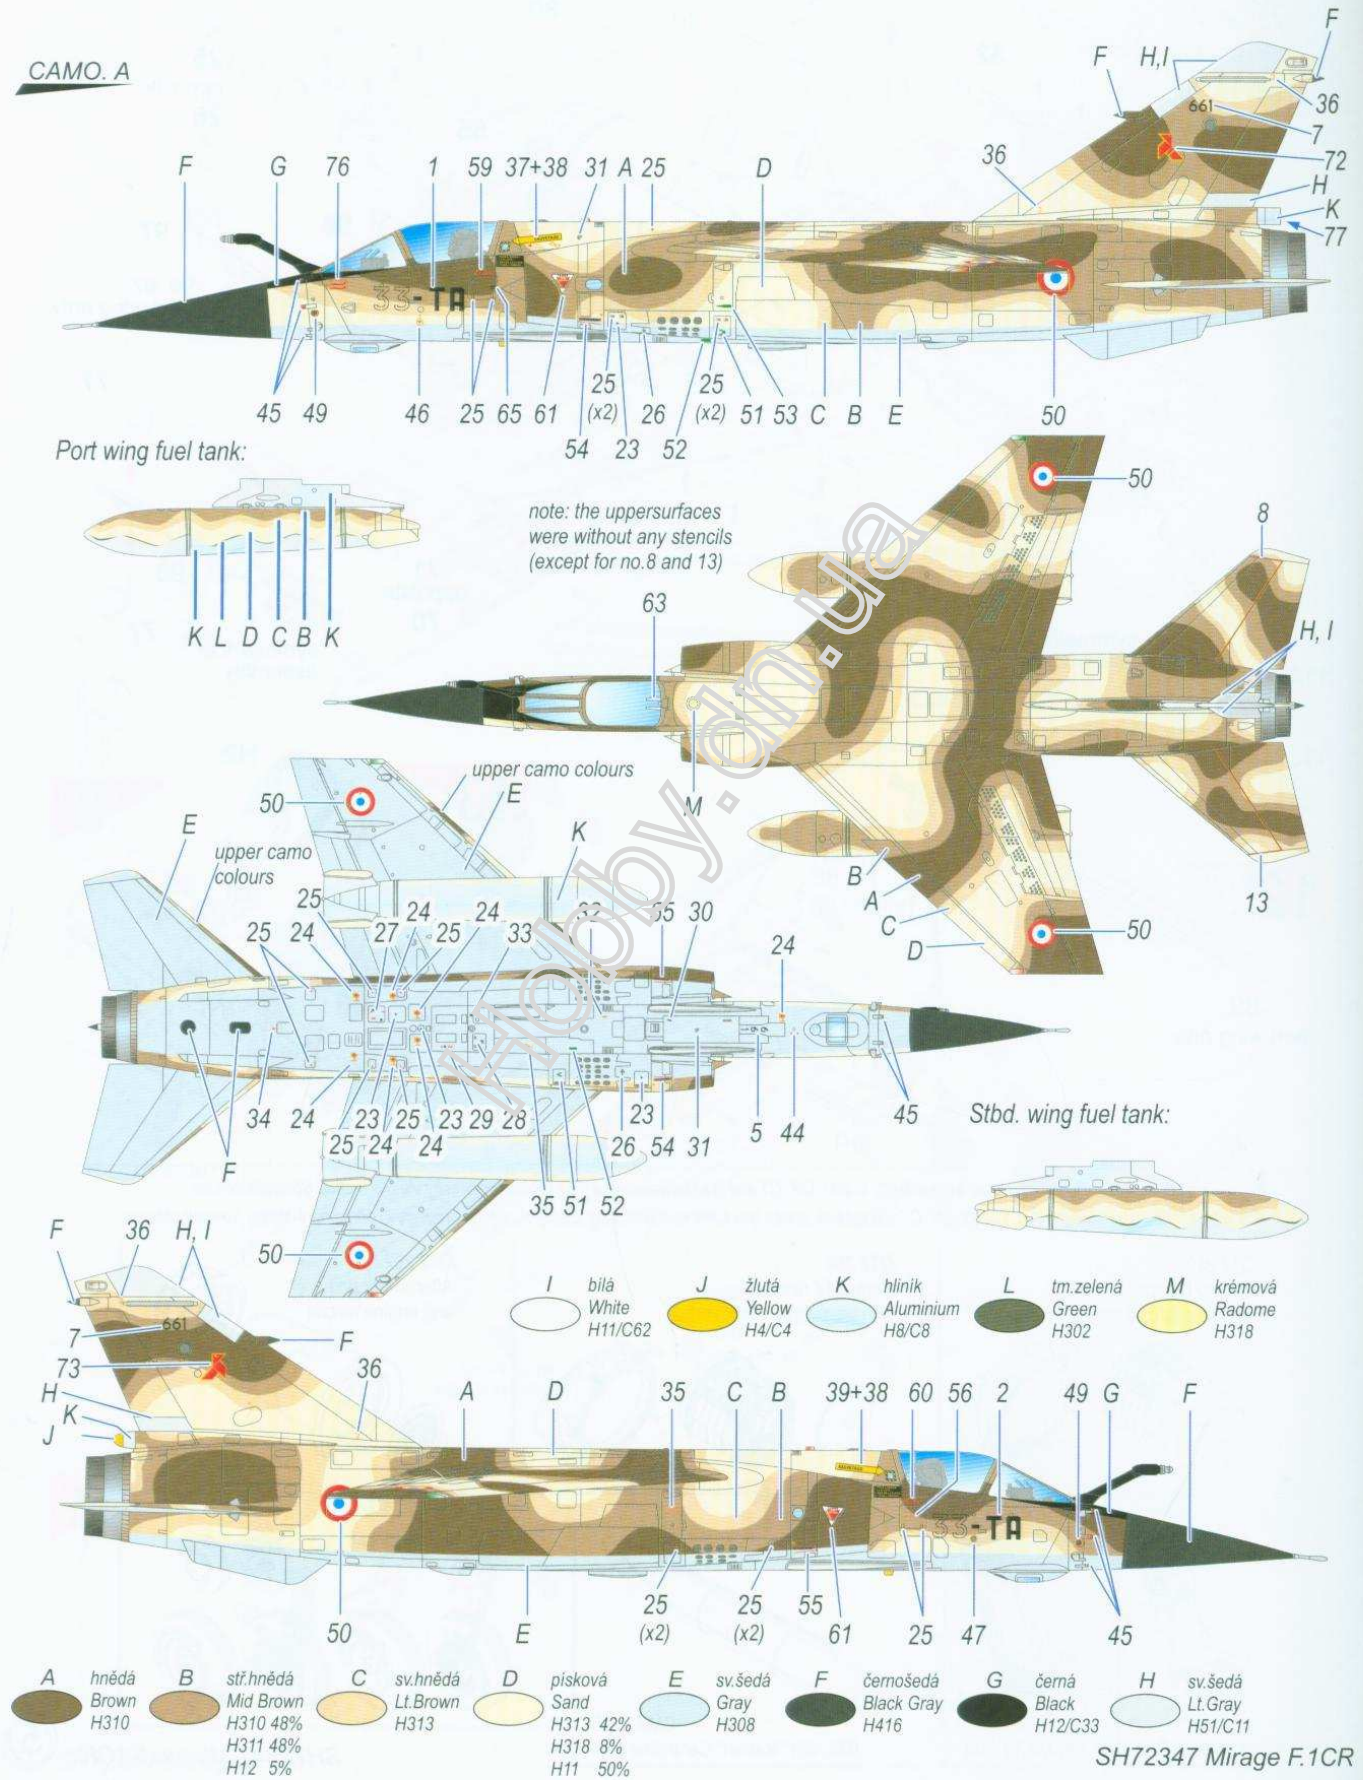 CAMO. A
F
F H,I
36
661
7
72
H
K
77
36
F G 76 1 59 37+38 31 A 25 D
33-TA
45 49 46 25 65 61 54 25 (x2) 23 26 52 25 (x2) 51 53 C B E 50
Port wing fuel tank:
K L D C B K
note: the uppersurfaces
were without any stencils
(except for no.8 and 13)
50
8
63
H, I
M
B
A
C
D
50
13
50
upper camo colours
E
K
E
upper camo
colours
25 24 24
25 24 27 25 33 32 55 30 24
34 24 23 25 23 29 28 26 23 54 31 5 44 45
25 24 24
F
35 51 52
50
Stbd. wing fuel tank:
Hobby.dn.ua
I bílá
White
H11/C62
J žlutá
Yellow
H4/C4
K hliník
Aluminium
H8/C8
L tm.zelená
Green
H302
M krémová
Radome
H318
F 36 H, I
661
7
F
73
36
H
K
J
A D 35 C B 39+38 60 56 2 49 G F
33-TA
50 E 25 (x2) 25 (x2) 55 61 25 47 45
A hnědá
Brown
H310
B stř.hnědá
Mid Brown
H310 48%
H311 48%
H12 5%
C sv.hnědá
Lt.Brown
H313
D písková
Sand
H313 42%
H318 8%
H11 50%
E sv.šedá
Gray
H308
F černošedá
Black Gray
H416
G černá
Black
H12/C33
H sv.šedá
Lt.Gray
H51/C11
SH72347 Mirage F.1CR